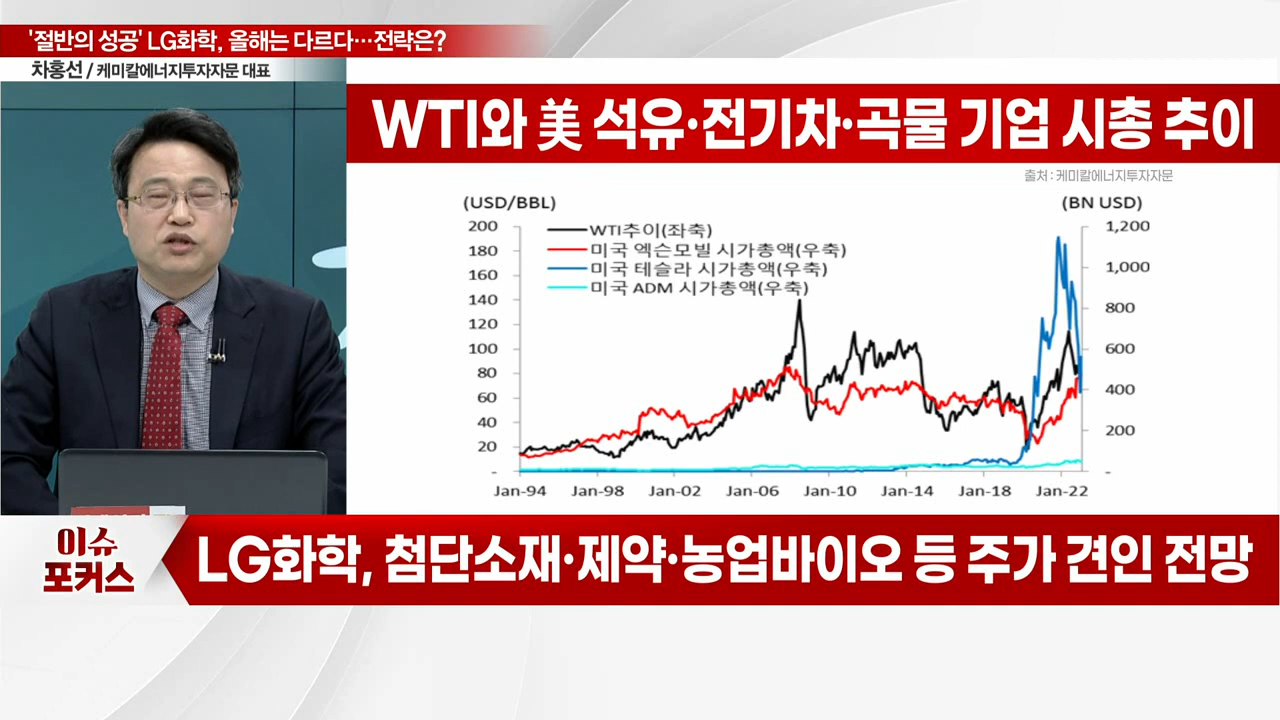 '절반의 성공' LG화학, 올해는 다르다…전략은?
차홍선 / 케미칼에너지투자자문 대표
WTI와 美 석유·전기차·곡물 기업 시총 추이
출처 : 케미칼에너지투자자문
(USD/BBL)
(BN USD)
WTI추이(좌축)
미국 엑슨모빌 시가총액(우축)
미국 테슬라 시가총액(우축)
미국 ADM 시가총액(우축)
200
180
160
140
120
100
80
60
40
20
-
1,200
1,000
800
600
400
200
-
Jan-94 Jan-98 Jan-02 Jan-06 Jan-10 Jan-14 Jan-18 Jan-22
이슈
포커스
LG화학, 첨단소재·제약·농업바이오 등 주가 견인 전망